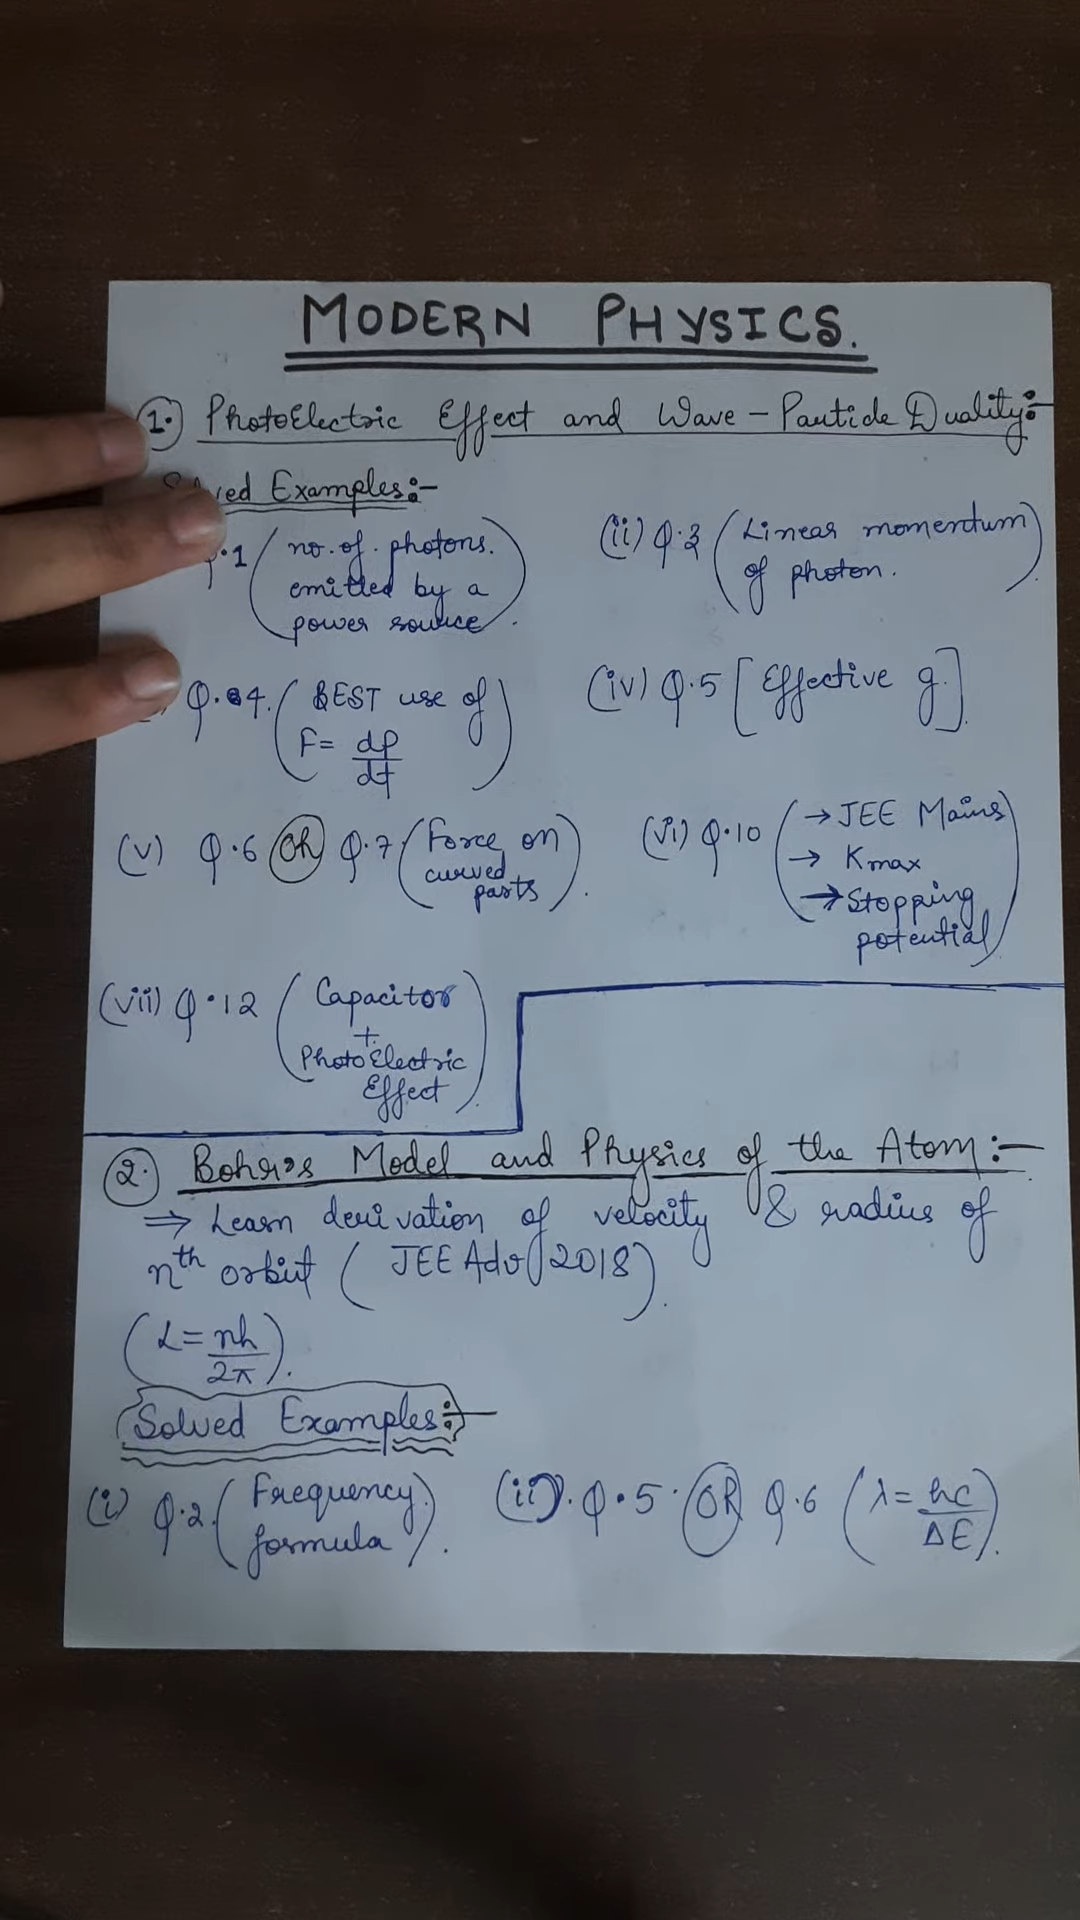 MODERN PHYSICS.
1. PhotoElectric Effect and Wave-Particle Duality:-
Examples:-
.1 (no. of. photons. emitted by a power source).
(ii) Q.3 (Linear momentum of photon.).
Q.4. (BEST use of F = dp/dt)
(iv) Q.5 [Effective g.].
(v) Q.6 OR Q.7 (Force on curved parts).
(vi) Q.10 (→ JEE Mains → Kmax → Stopping potential)
(vii) Q.12 (Capacitor + PhotoElectric Effect).
2. Bohr's Model and Physics of the Atom:-
⇒ Learn derivation of velocity & radius of
nth orbit (JEE Adv 2018).
(L = nh/2π).
Solved Examples:-
(i) Q.2. (Frequency formula).
(ii). Q.5. OR Q.6 (λ = hc/ΔE).